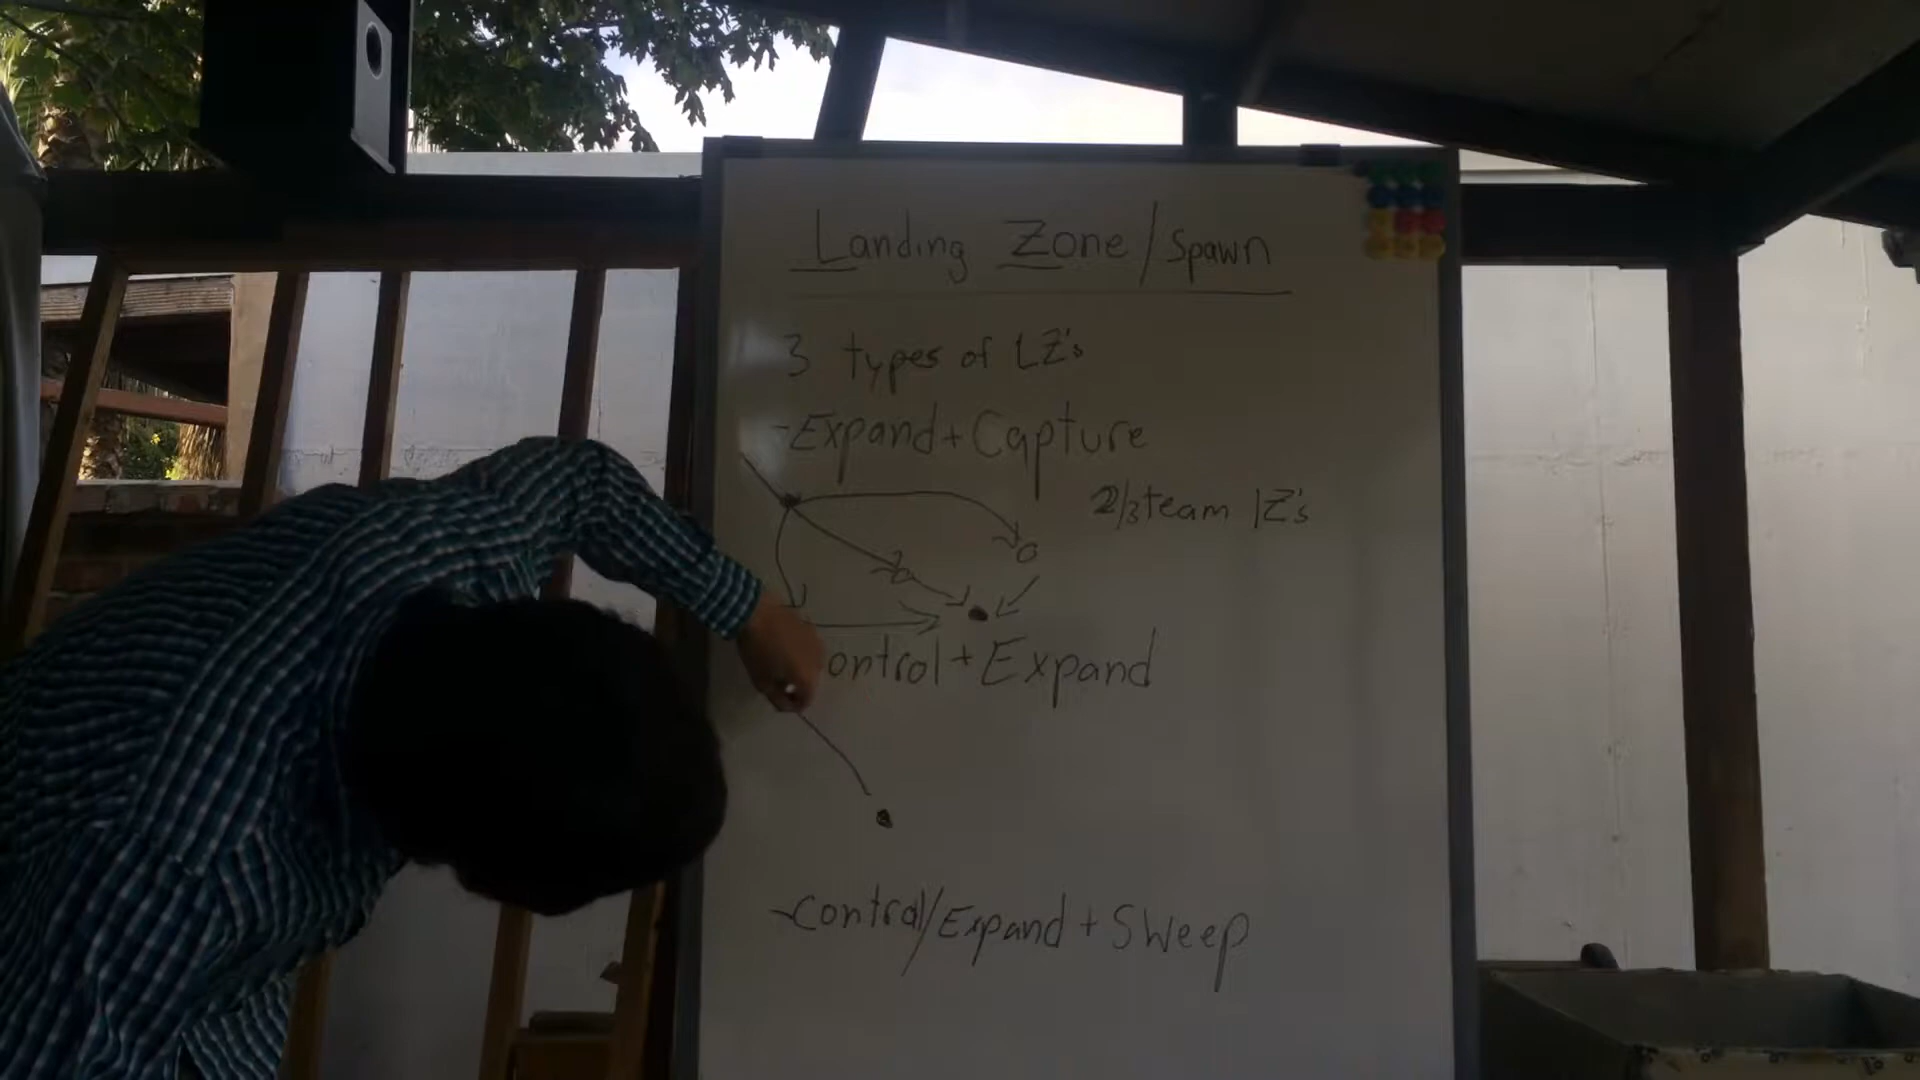 Landing Zone/Spawn
3 types of LZ's
-Expand+Capture
2/3 team LZ's
ontrol+Expand
-Control/Expand+Sweep